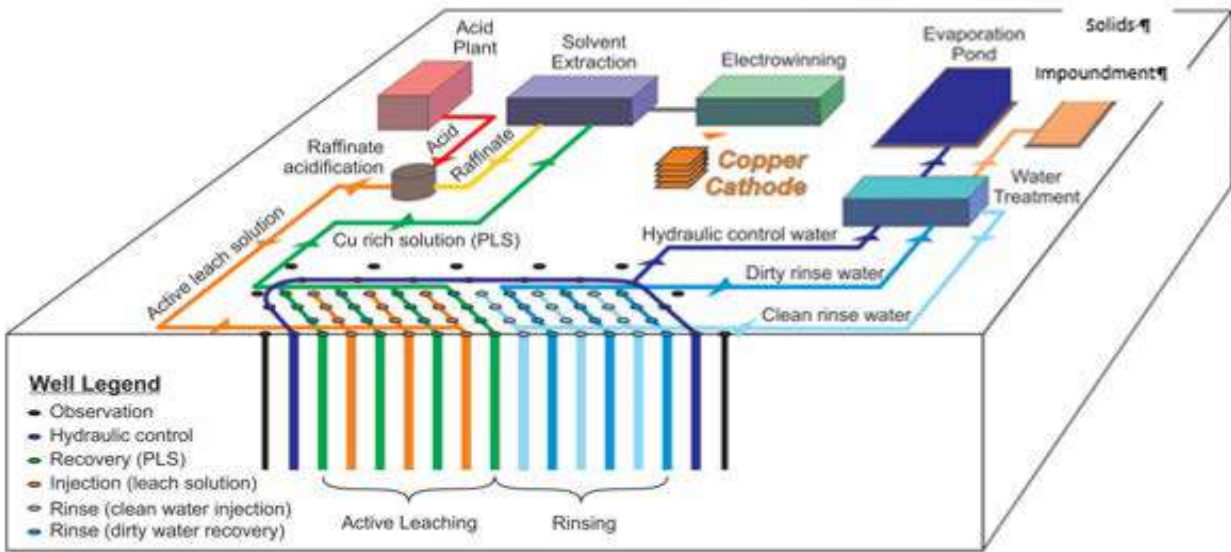 Acid
Plant
Solvent
Extraction
Electrowinning
Evaporation
Pond
Solids·¶
Impoundment¶
Raffinate
acidification
Acid
Raffinate
Copper
Cathode
Water
Treatment
Active leach solution
Cu rich solution (PLS)
Hydraulic control water
Dirty rinse water
Clean rinse water
Well Legend
Observation
Hydraulic control
Recovery (PLS)
Injection (leach solution)
Rinse (clean water injection)
Rinse (dirty water recovery)
Active Leaching
Rinsing